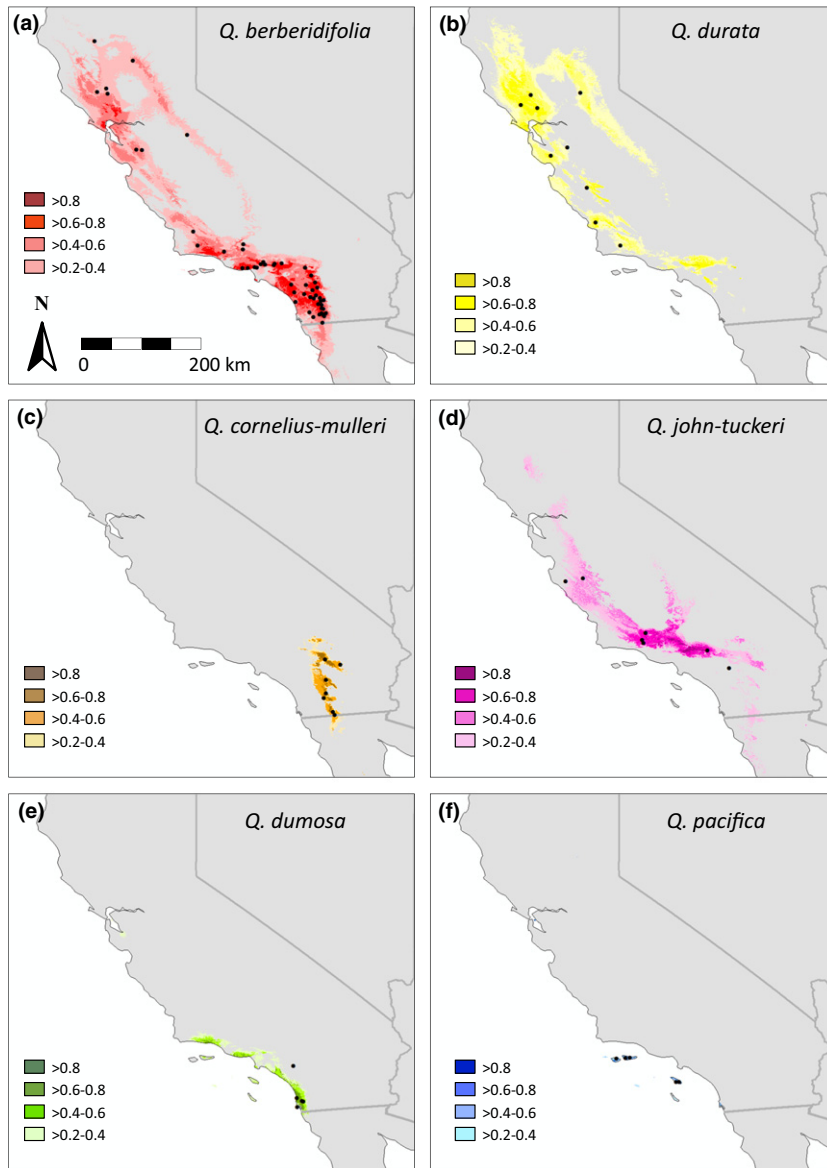 (a)
Q. berberidifolia
>0.8
>0.6-0.8
>0.4-0.6
>0.2-0.4
N
0
200 km
(b)
Q. durata
>0.8
>0.6-0.8
>0.4-0.6
>0.2-0.4
(c)
Q. cornelius-mulleri
>0.8
>0.6-0.8
>0.4-0.6
>0.2-0.4
(d)
Q. john-tuckeri
>0.8
>0.6-0.8
>0.4-0.6
>0.2-0.4
(e)
Q. dumosa
>0.8
>0.6-0.8
>0.4-0.6
>0.2-0.4
(f)
Q. pacifica
>0.8
>0.6-0.8
>0.4-0.6
>0.2-0.4